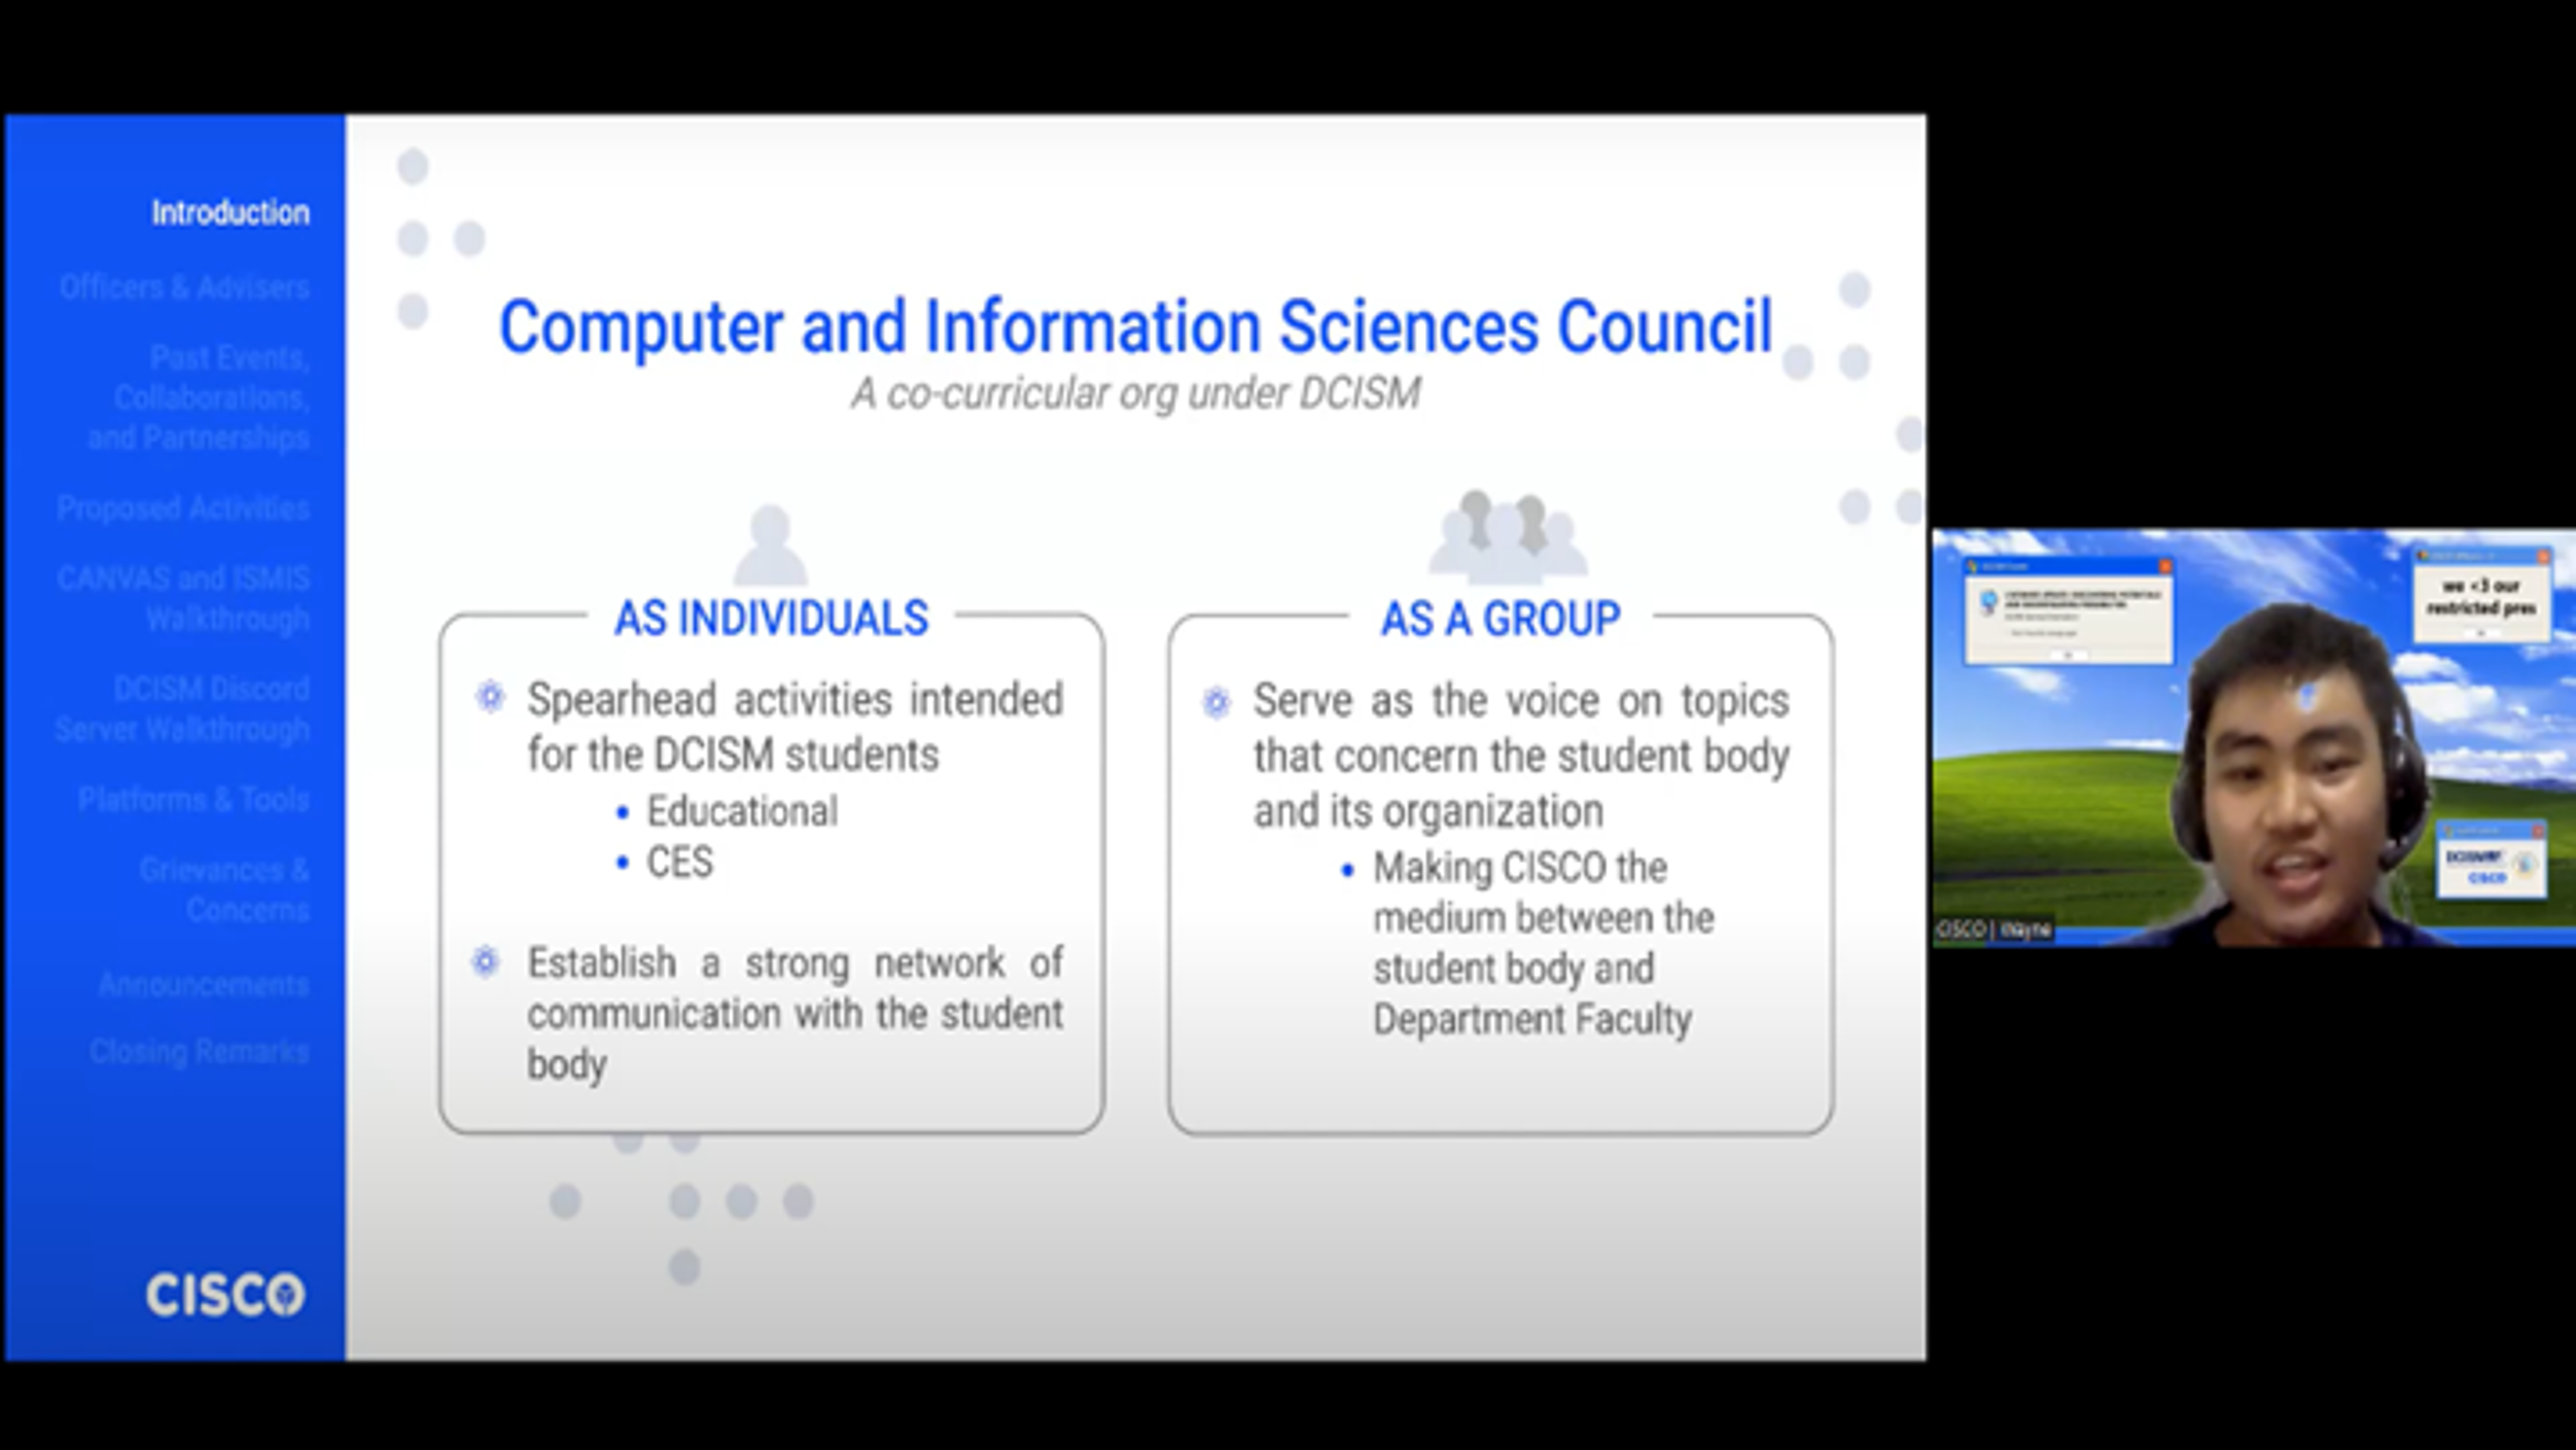 Introduction
Officers & Advisers
Past Events,
Collaborations,
and Partnerships
Proposed Activities
CANVAS and ISMIS
Walkthrough
DCISM Discord
Server Walkthrough
Platforms & Tools
Grievances &
Concerns
Announcements
Closing Remarks
CISCO
Computer and Information Sciences Council
A co-curricular org under DCISM
AS INDIVIDUALS
Spearhead activities intended
for the DCISM students
• Educational
• CES
Establish a strong network of
communication with the student
body
AS A GROUP
Serve as the voice on topics
that concern the student body
and its organization
• Making CISCO the
medium between the
student body and
Department Faculty
we <3 our
restricted pres
CISCO
CISCO | Wayne